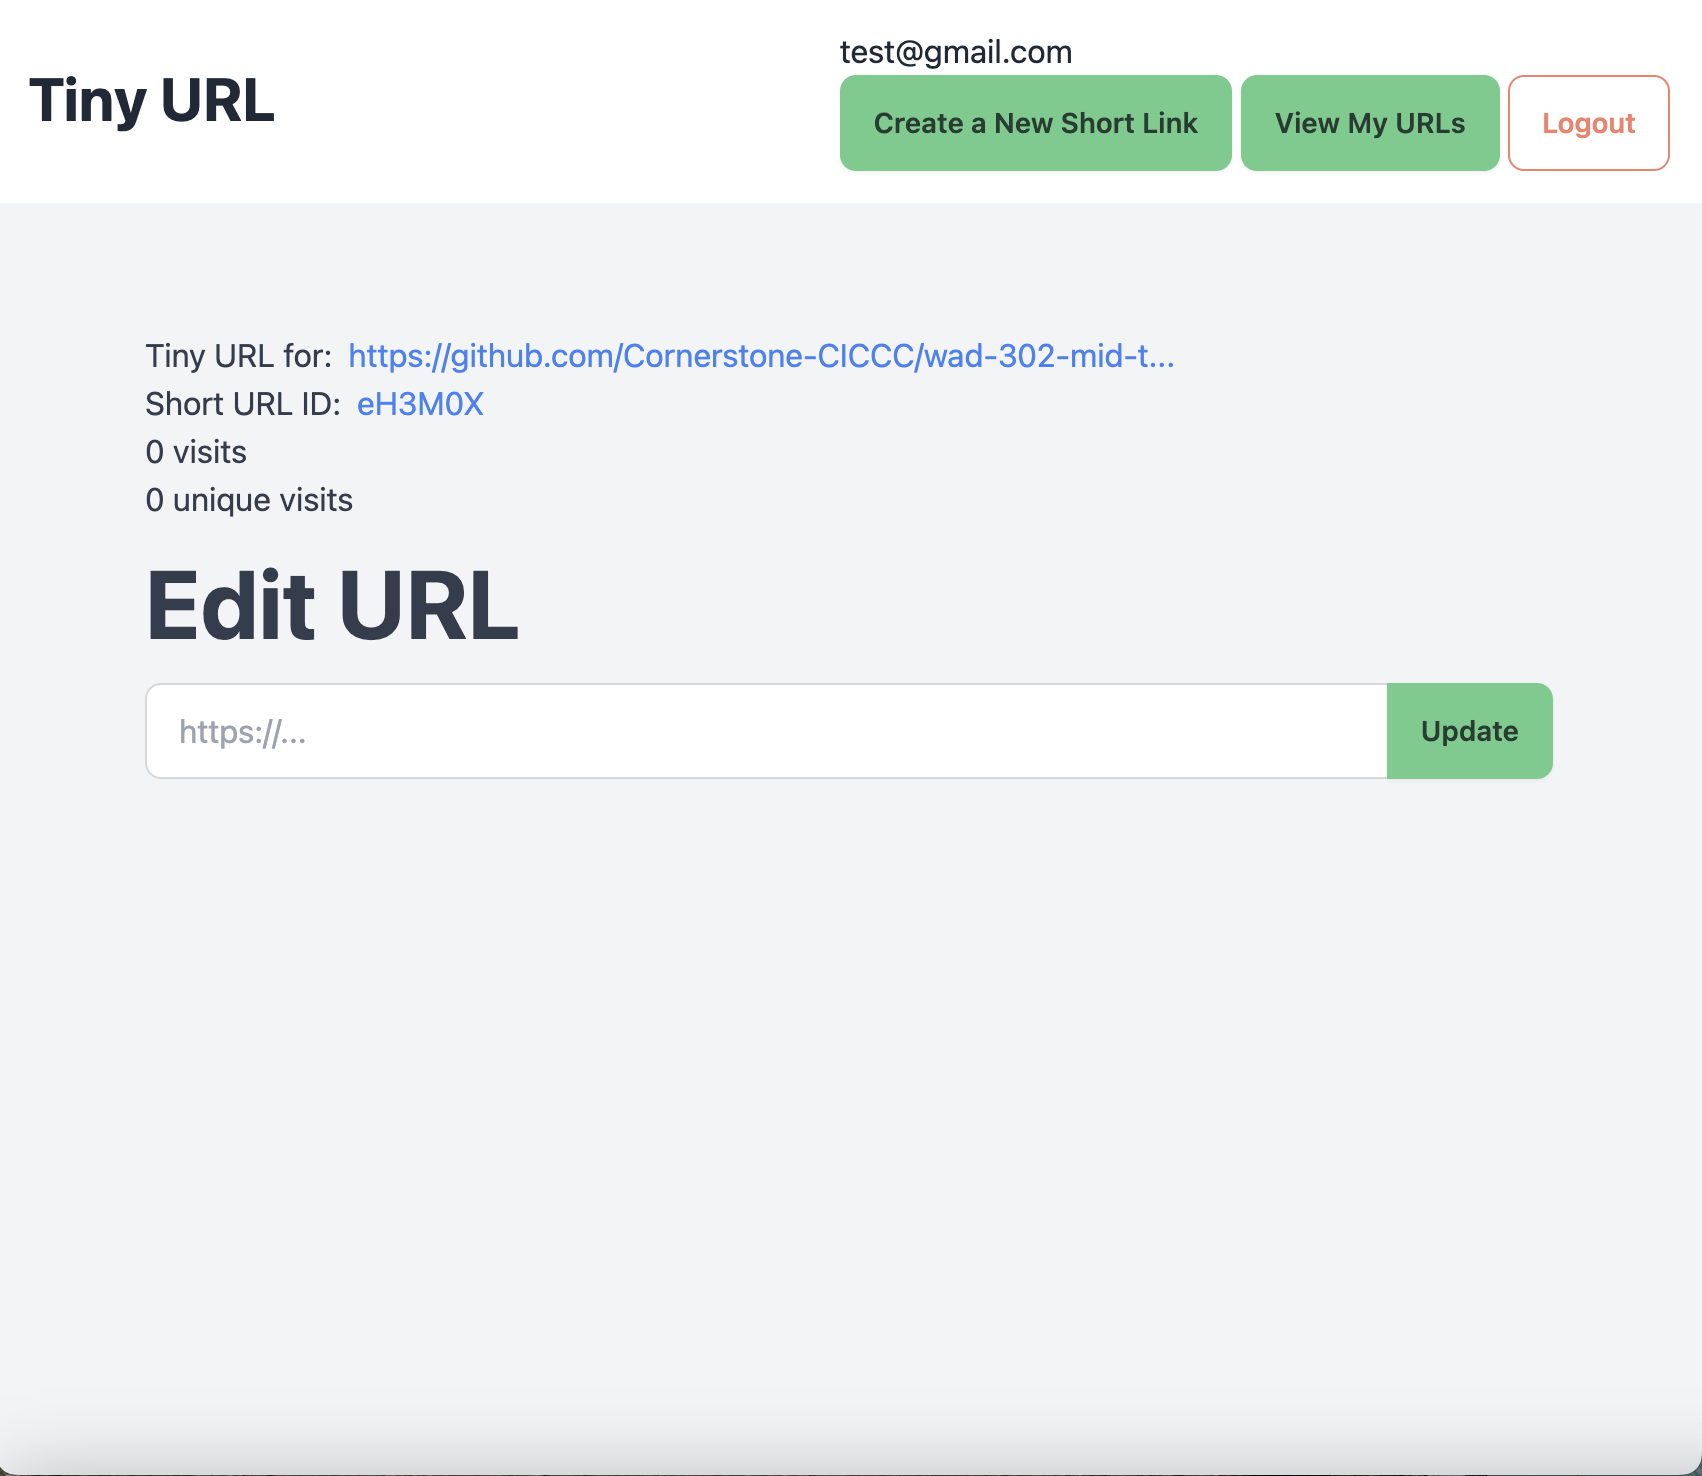 Tiny URL
test@gmail.com
Create a New Short Link
View My URLs
Logout
Tiny URL for: https://github.com/Cornerstone-CICCC/wad-302-mid-t...
Short URL ID: eH3M0X
0 visits
0 unique visits
Edit URL
https://...
Update